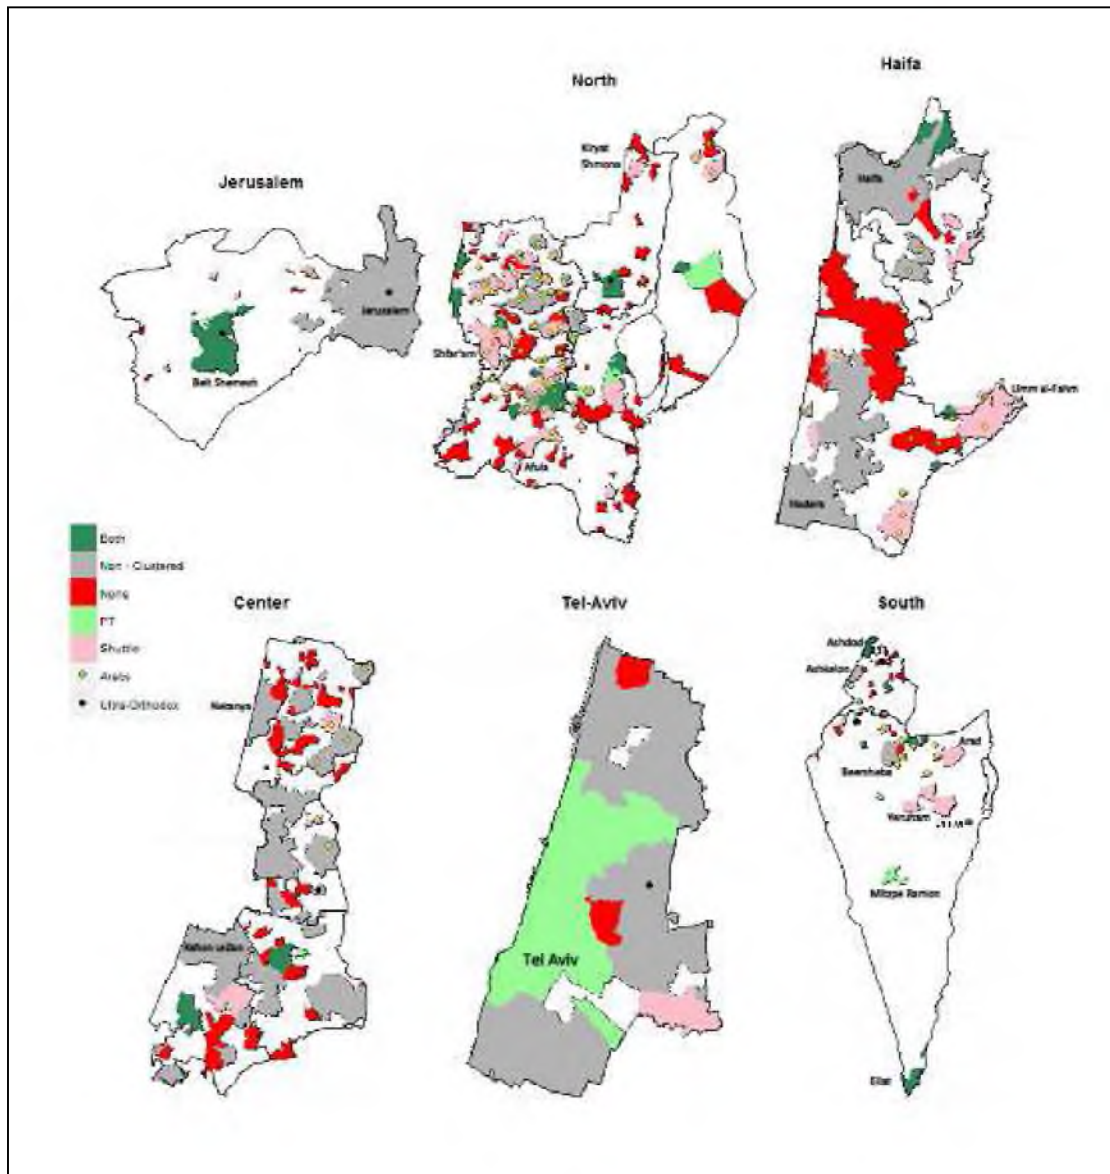 Haifa
North
Kiryat
Shmona
Jerusalem
Haifa
Jerusalem
Beit Shemesh
Shfar'am
Umm al-Fahm
Afula
Hadera
Both
Non - Clustered
None
PT
Shuttle
Arabs
Ultra-Orthodox
Center
Tel-Aviv
South
Ashdod
Ashkelon
Netanya
Arad
Beersheba
Yeruham
Mitzpe Ramon
Tel Aviv
Eilat